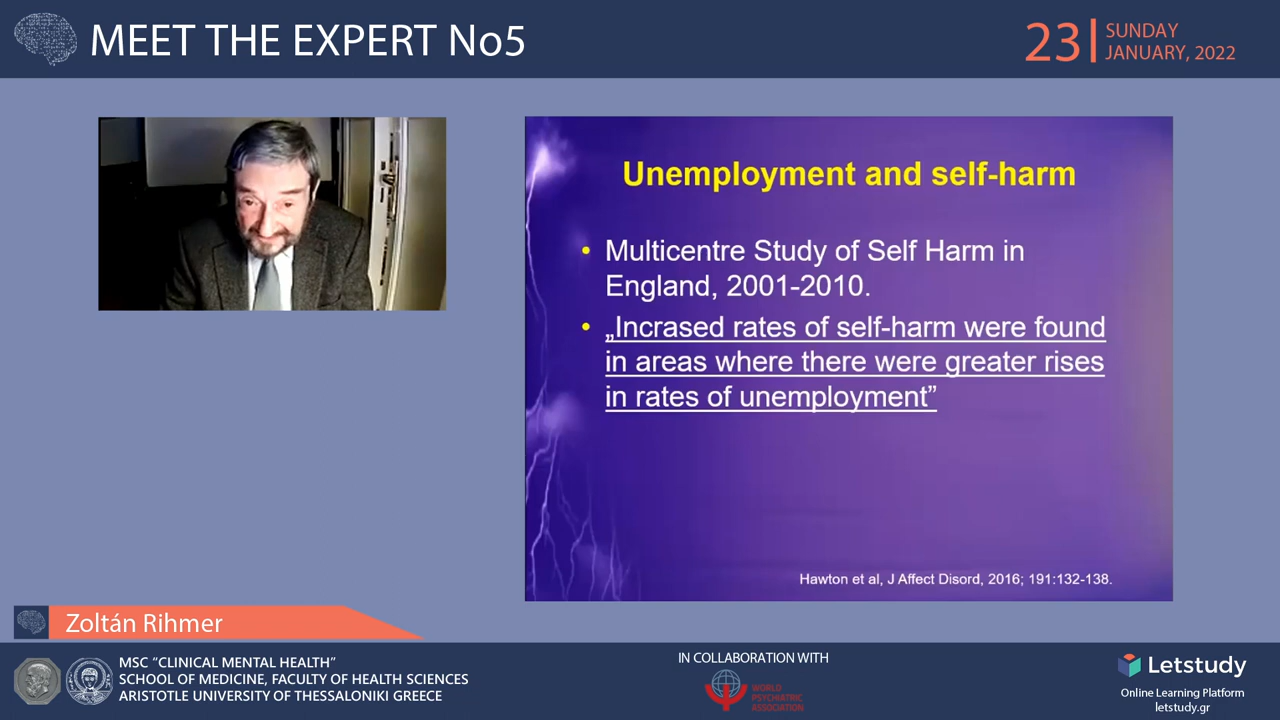 MEET THE EXPERT No5
23
SUNDAY
JANUARY, 2022
Unemployment and self-harm
• Multicentre Study of Self Harm in
England, 2001-2010.
• „Incrased rates of self-harm were found
in areas where there were greater rises
in rates of unemployment”
Hawton et al, J Affect Disord, 2016; 191:132-138.
Zoltán Rihmer
MSC “CLINICAL MENTAL HEALTH”
SCHOOL OF MEDICINE, FACULTY OF HEALTH SCIENCES
ARISTOTLE UNIVERSITY OF THESSALONIKI GREECE
IN COLLABORATION WITH
WORLD
PSYCHIATRIC
ASSOCIATION
Letstudy
Online Learning Platform
letstudy.gr